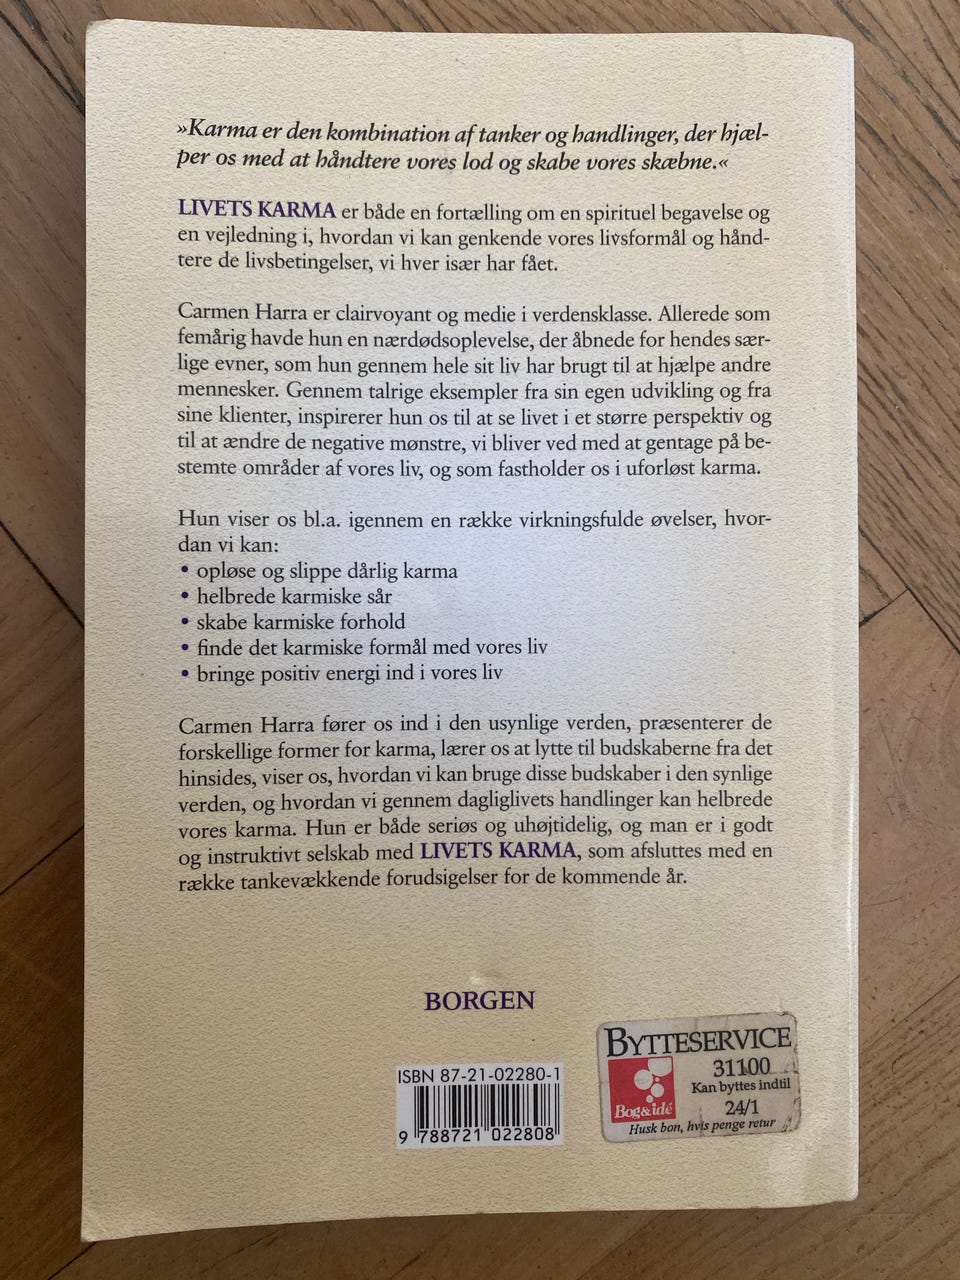 »Karma er den kombination af tanker og handlinger, der hjæl-
per os med at håndtere vores lod og skabe vores skæbne.«
LIVETS KARMA er både en fortælling om en spirituel begavelse og
en vejledning i, hvordan vi kan genkende vores livsformål og hånd-
tere de livsbetingelser, vi hver især har fået.
Carmen Harra er clairvoyant og medie i verdensklasse. Allerede som
femårig havde hun en nærdødsoplevelse, der åbnede for hendes sær-
lige evner, som hun gennem hele sit liv har brugt til at hjælpe andre
mennesker. Gennem talrige eksempler fra sin egen udvikling og fra
sine klienter, inspirerer hun os til at se livet i et større perspektiv og
til at ændre de negative mønstre, vi bliver ved med at gentage på be-
stemte områder af vores liv, og som fastholder os i uforløst karma.
Hun viser os bl.a. igennem en række virkningsfulde øvelser, hvor-
dan vi kan:
• opløse og slippe dårlig karma
• helbrede karmiske sår
• skabe karmiske forhold
• finde det karmiske formål med vores liv
• bringe positiv energi ind i vores liv
Carmen Harra fører os ind i den usynlige verden, præsenterer de
forskellige former for karma, lærer os at lytte til budskaberne fra det
hinsides, viser os, hvordan vi kan bruge disse budskaber i den synlige
verden, og hvordan vi gennem dagliglivets handlinger kan helbrede
vores karma. Hun er både seriøs og uhøjtidelig, og man er i godt
og instruktivt selskab med LIVETS KARMA, som afsluttes med en
række tankevækkende forudsigelser for de kommende år.
BORGEN
ISBN 87-21-02280-1
9 788721 022808
BYTTESERVICE
31100
Kan byttes indtil
24/1
Bog&idé
Husk bon, hvis penge retur